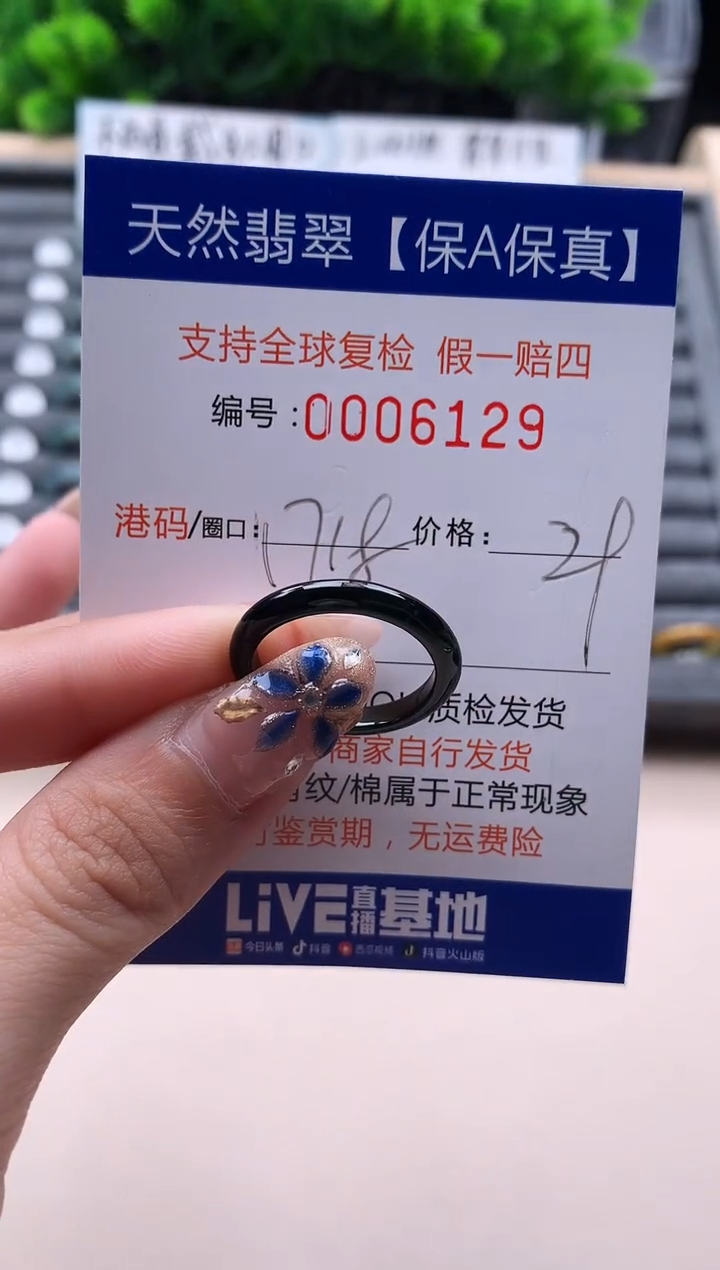 天然翡翠【保A保真】
支持全球复检 假一赔四
编号:0006129
港码/圈口: 17.8 价格: 29
质检发货
商家自行发货
纹/棉属于正常现象
鉴赏期，无运费险
LiVE直播基地
今日头条 抖音 西瓜视频 抖音火山版